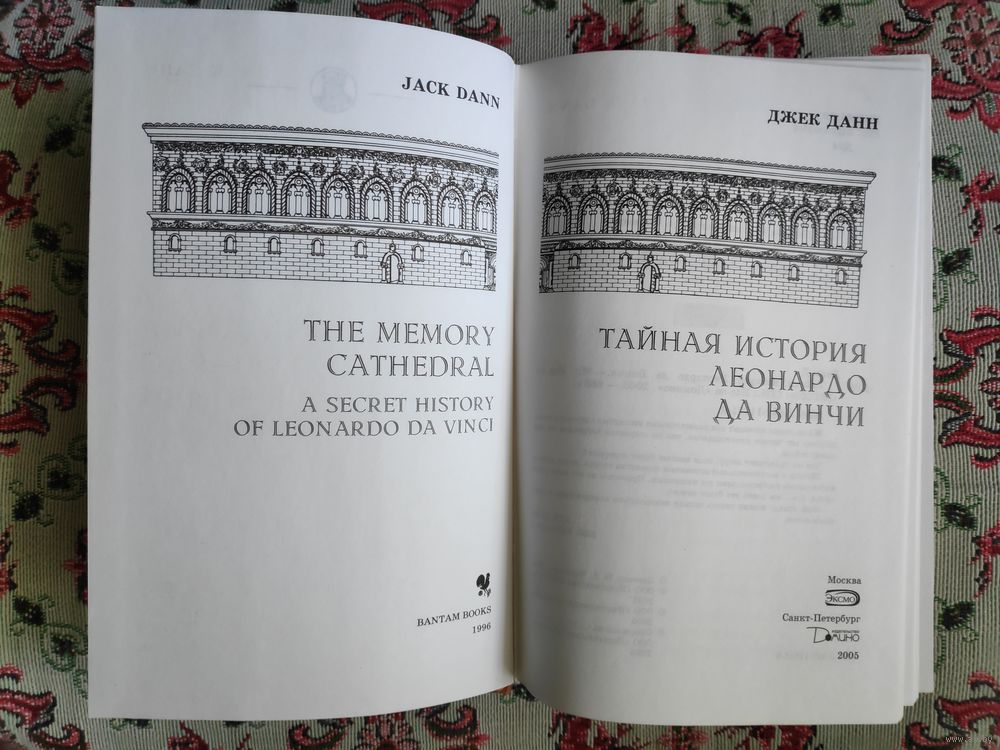 JACK DANN
THE MEMORY
CATHEDRAL
A SECRET HISTORY
OF LEONARDO DA VINCI
BANTAM BOOKS
1996
ДЖЕК ДАНН
ТАЙНАЯ ИСТОРИЯ
ЛЕОНАРДО
ДА ВИНЧИ
Москва
ЭКСМО
Санкт-Петербург
издательство
Домино
2005